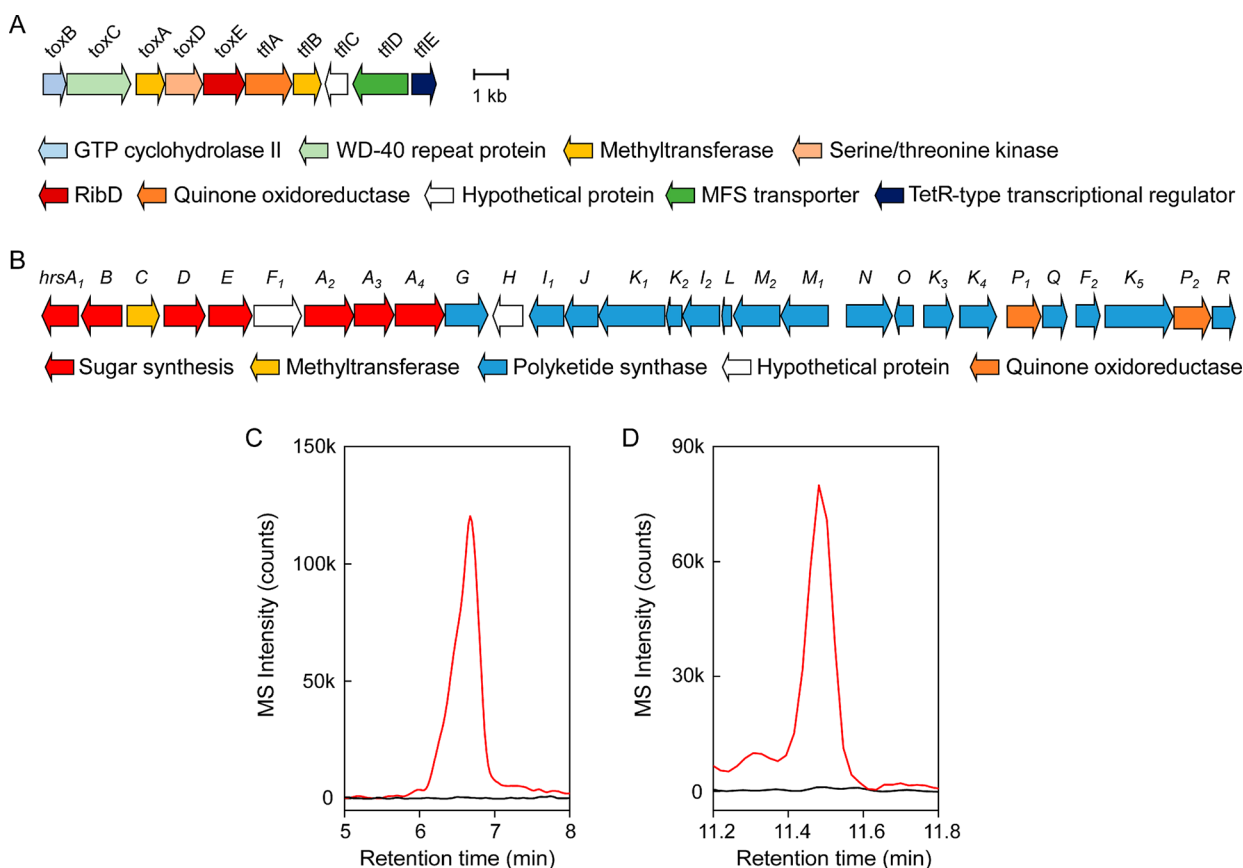 A
toxB toxC toxA toxD toxE tflA tflB tflC tflD tflE
1 kb
GTP cyclohydrolase II WD-40 repeat protein Methyltransferase Serine/threonine kinase
RibD Quinone oxidoreductase Hypothetical protein MFS transporter TetR-type transcriptional regulator
B
hrsA1 B C D E F1 A2 A3 A4 G H I1 J K1 K2 I2 L M2 M1 N O K3 K4 P1 Q F2 K5 P2 R
Sugar synthesis Methyltransferase Polyketide synthase Hypothetical protein Quinone oxidoreductase
C
150k
100k
50k
0
MS Intensity (counts)
5 6 7 8
Retention time (min)
D
90k
60k
30k
0
MS Intensity (counts)
11.2 11.4 11.6 11.8
Retention time (min)